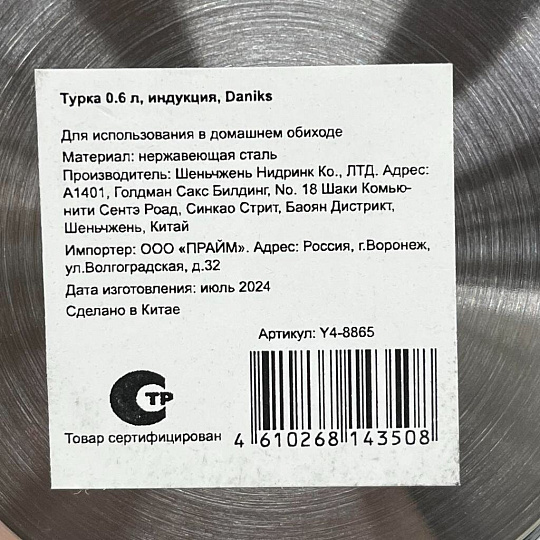 Турка 0.6 л, индукция, Daniks
Для использования в домашнем обиходе
Материал: нержавеющая сталь
Производитель: Шеньчжень Нидринк Ко., ЛТД. Адрес:
А1401, Голдман Сакс Билдинг, No. 18 Шаки Комью-
нити Сентэ Роад, Синкао Стрит, Баоян Дистрикт,
Шеньчжень, Китай
Импортер: ООО «ПРАЙМ». Адрес: Россия, г.Воронеж,
ул.Волгоградская, д.32
Дата изготовления: июль 2024
Сделано в Китае
Артикул: Y4-8865
СТР
Товар сертифицирован
4 610268 143508